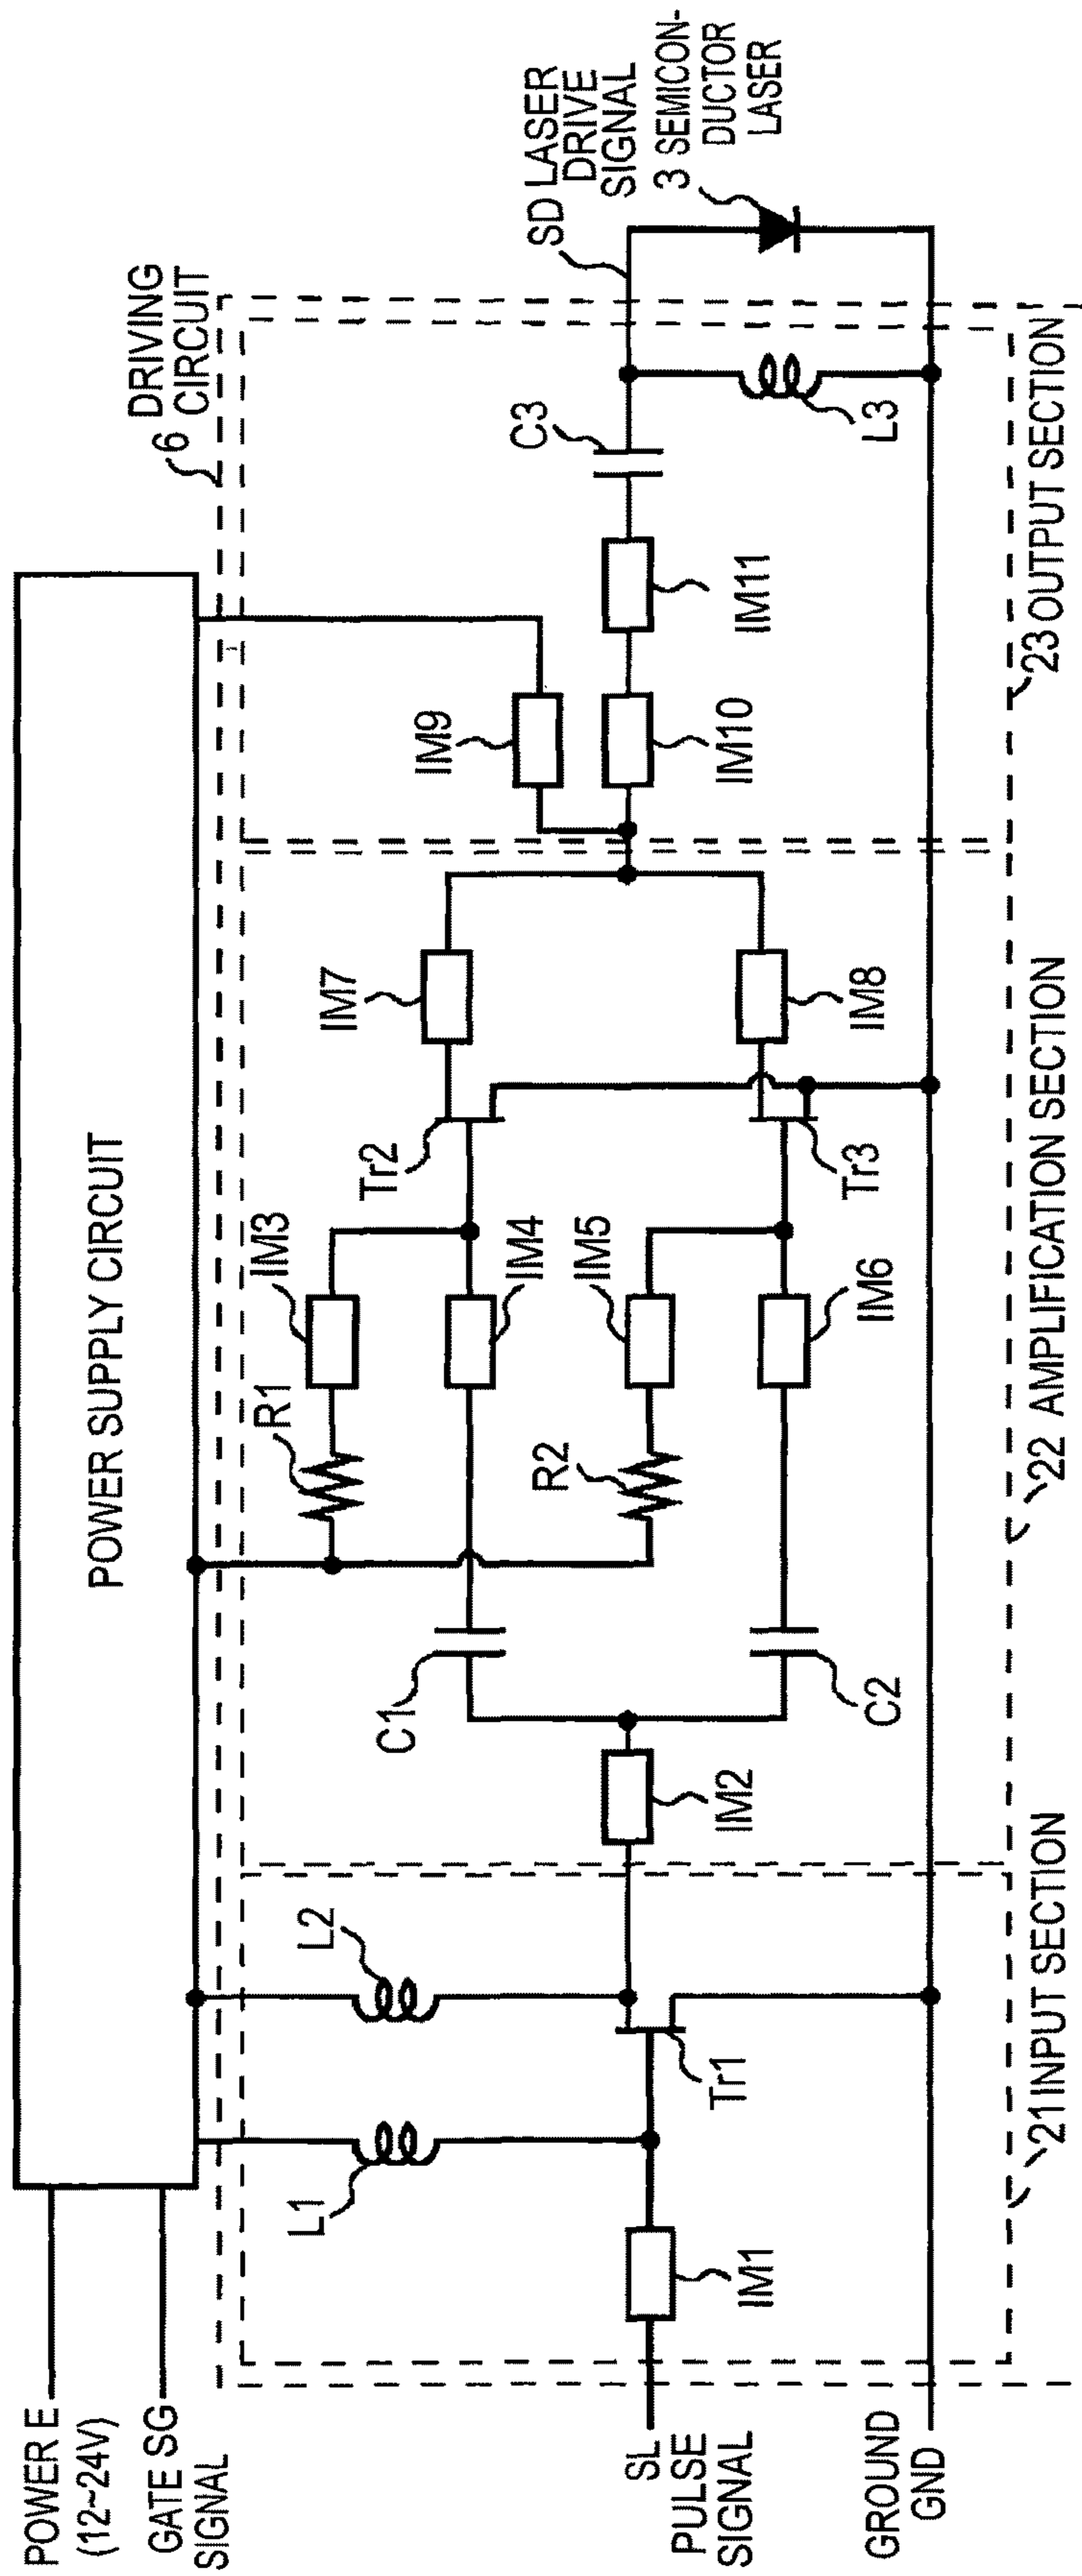 POWER E
(12~24V)
GATE SG
SIGNAL
POWER SUPPLY CIRCUIT
6
DRIVING
CIRCUIT
L1
L2
R1
IM3
IM4
C1
Tr2
IM7
IM9
C3
SD LASER
DRIVE
SIGNAL
3 SEMICON-
DUCTOR
LASER
SL
PULSE
SIGNAL
IM1
Tr1
IM2
R2
IM5
IM6
C2
Tr3
IM8
IM10
IM11
L3
GROUND
GND
21 INPUT SECTION
22 AMPLIFICATION SECTION
23 OUTPUT SECTION